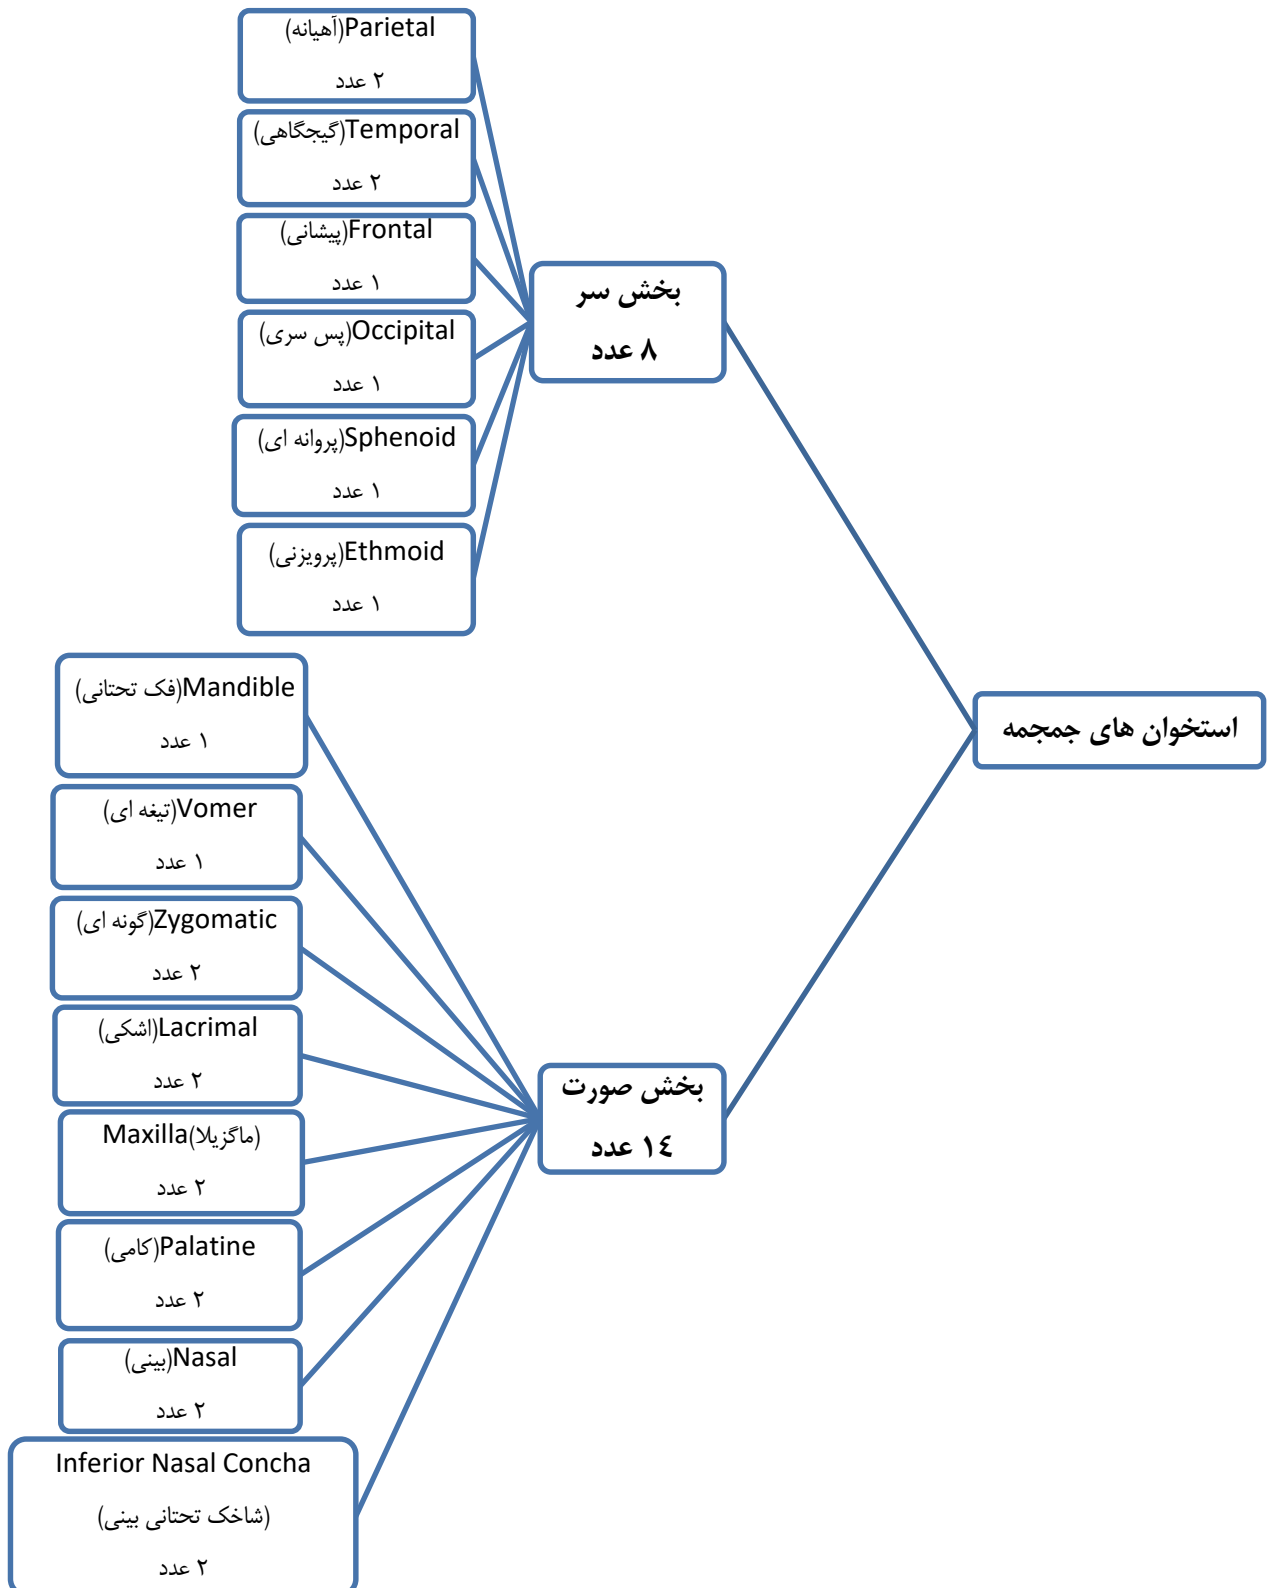 استخوان های جمجمه
بخش سر
۸ عدد
Parietal(آهیانه)
۲ عدد
Temporal(گیجگاهی)
۲ عدد
Frontal(پیشانی)
۱ عدد
Occipital(پس سری)
۱ عدد
Sphenoid(پروانه ای)
۱ عدد
Ethmoid(پرویزنی)
۱ عدد
بخش صورت
۱٤ عدد
Mandible(فک تحتانی)
۱ عدد
Vomer(تیغه ای)
۱ عدد
Zygomatic(گونه ای)
۲ عدد
Lacrimal(اشکی)
۲ عدد
Maxilla(ماگزیلا)
۲ عدد
Palatine(کامی)
۲ عدد
Nasal(بینی)
۲ عدد
Inferior Nasal Concha
(شاخک تحتانی بینی)
۲ عدد